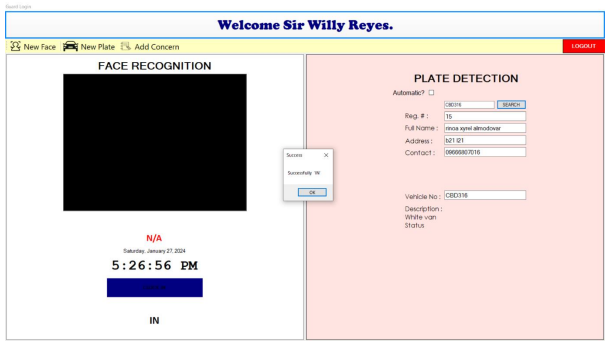 Guard Login
Welcome Sir Willy Reyes.
New Face New Plate Add Concern LOGOUT
FACE RECOGNITION
N/A
Saturday, January 27, 2024
5:26:56 PM
IN
Success
Successfully IN
OK
PLATE DETECTION
Automatic?
CBD316 SEARCH
Reg. # : 15
Full Name : rinoa xyrel almodovar
Address : b21 l21
Contact : 09666807016
Vehicle No : CBD316
Description :
White van
Status